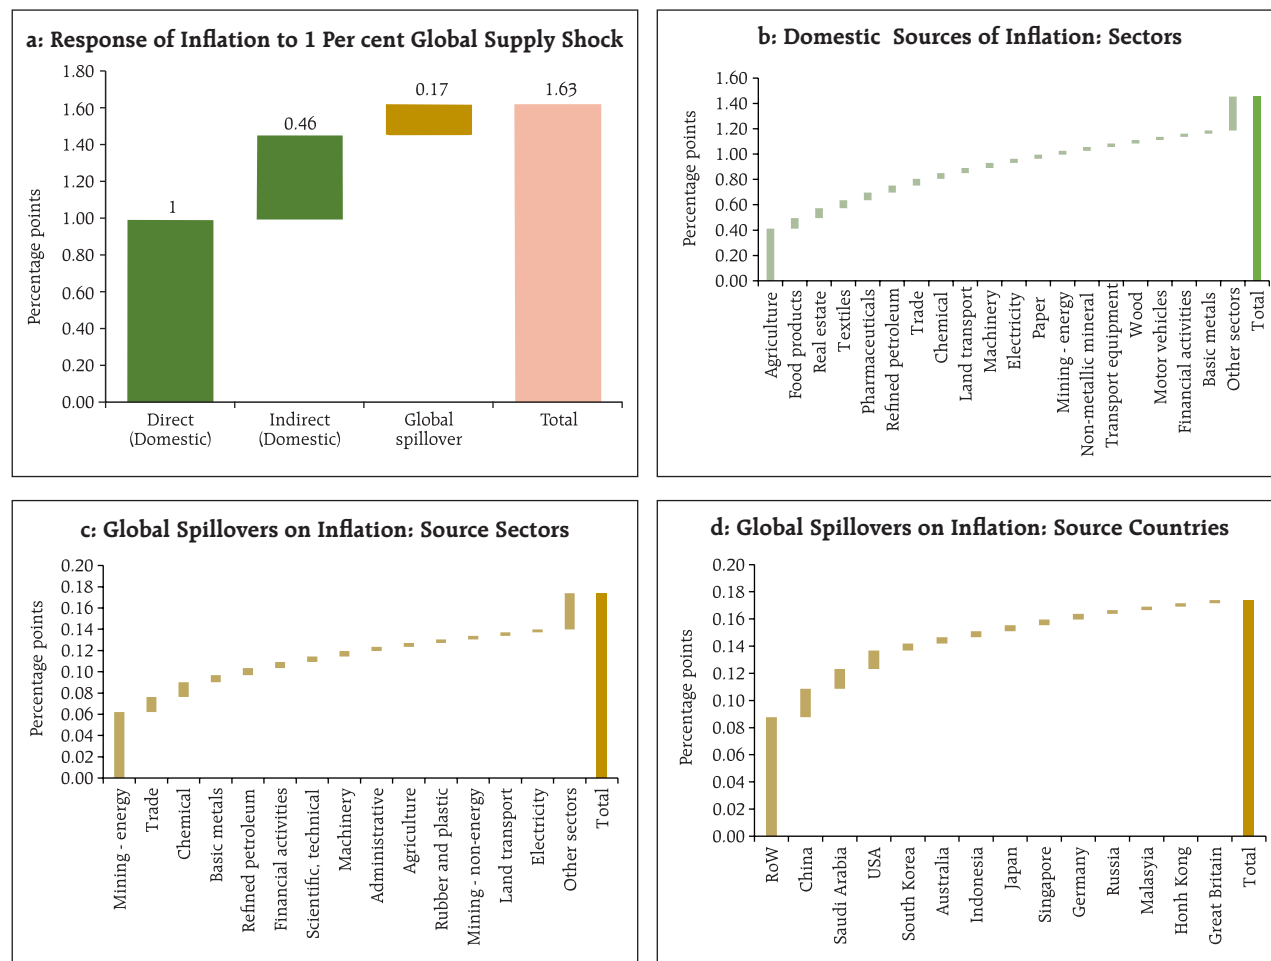 a: Response of Inflation to 1 Per cent Global Supply Shock
Percentage points
1.80
1.60
1.40
1.20
1.00
0.80
0.60
0.40
0.20
0.00
1
0.46
0.17
1.63
Direct
(Domestic)
Indirect
(Domestic)
Global
spillover
Total
b: Domestic Sources of Inflation: Sectors
Percentage points
1.60
1.40
1.20
1.00
0.80
0.60
0.40
0.20
0.00
Agriculture
Food products
Real estate
Textiles
Pharmaceuticals
Refined petroleum
Trade
Chemical
Land transport
Machinery
Electricity
Paper
Mining - energy
Non-metallic mineral
Transport equipment
Wood
Motor vehicles
Financial activities
Basic metals
Other sectors
Total
c: Global Spillovers on Inflation: Source Sectors
Percentage points
0.20
0.18
0.16
0.14
0.12
0.10
0.08
0.06
0.04
0.02
0.00
Mining - energy
Trade
Chemical
Basic metals
Refined petroleum
Financial activities
Scientific, technical
Machinery
Administrative
Agriculture
Rubber and plastic
Mining - non-energy
Land transport
Electricity
Other sectors
Total
d: Global Spillovers on Inflation: Source Countries
Percentage points
0.20
0.18
0.16
0.14
0.12
0.10
0.08
0.06
0.04
0.02
0.00
RoW
China
Saudi Arabia
USA
South Korea
Australia
Indonesia
Japan
Singapore
Germany
Russia
Malasyia
Honh Kong
Great Britain
Total